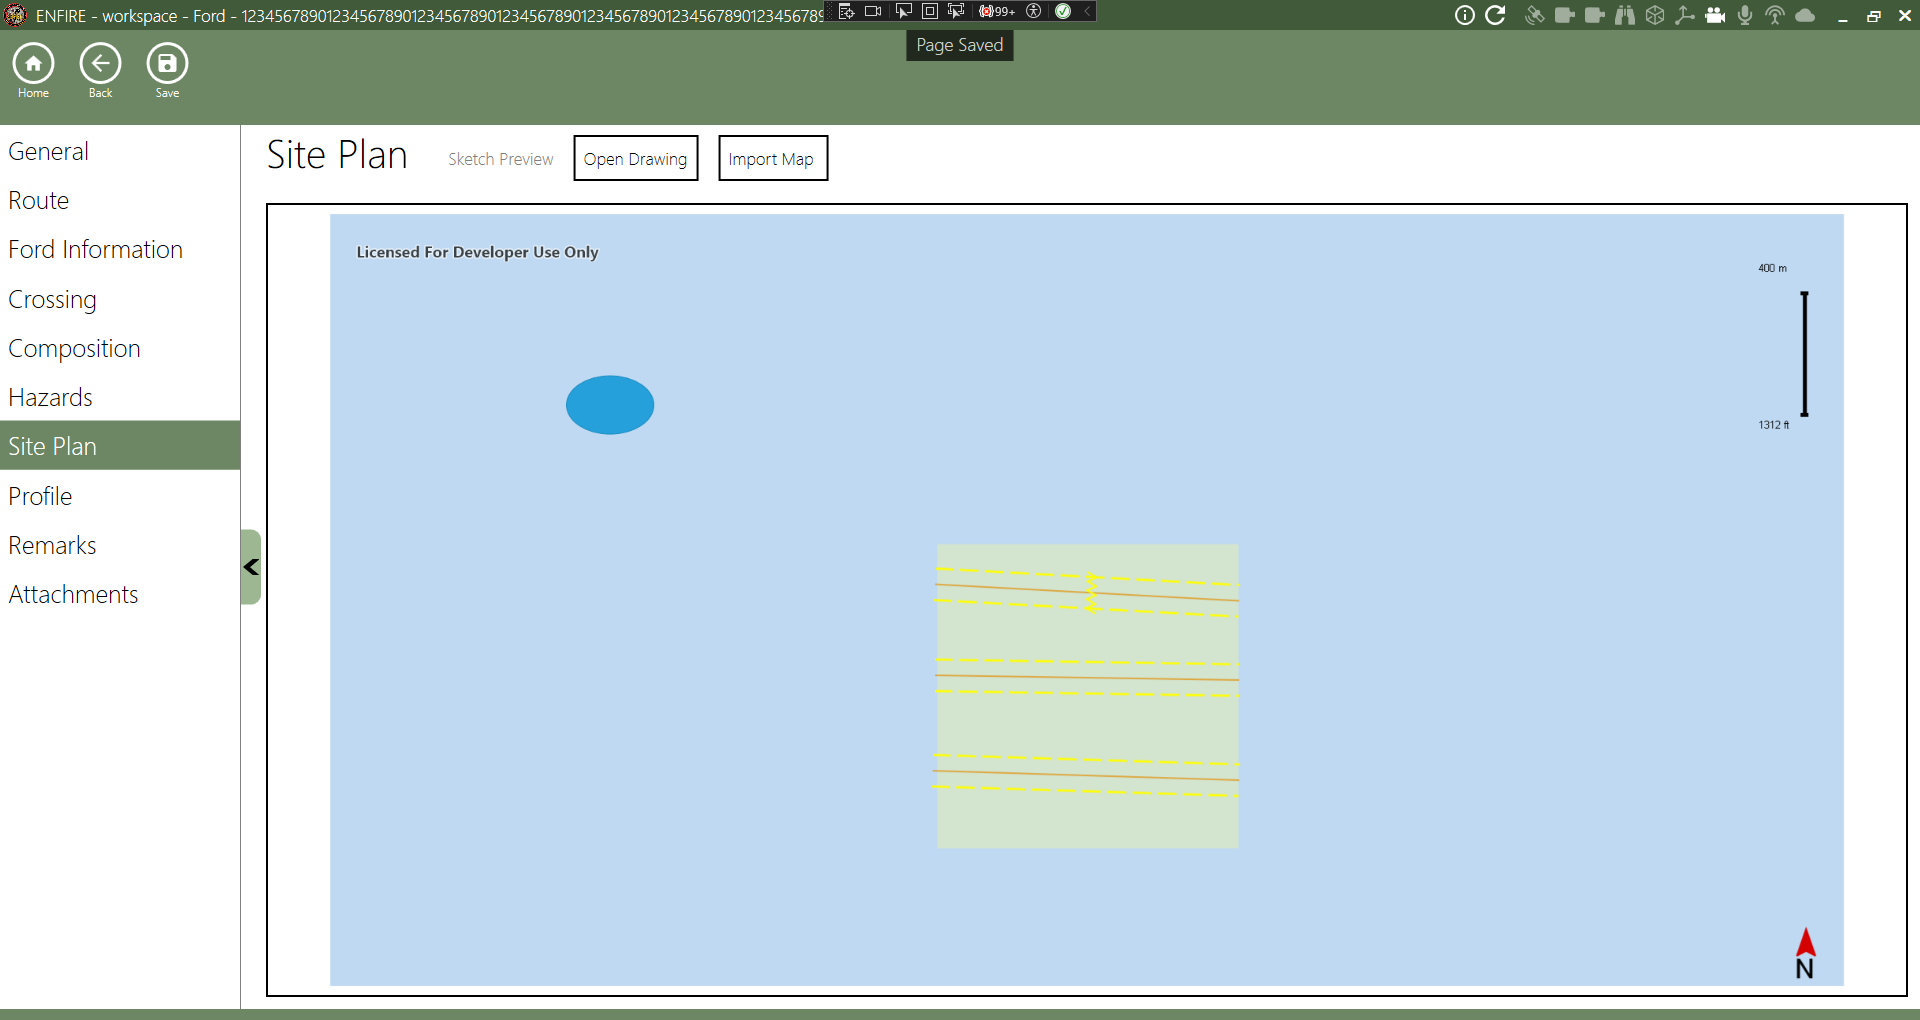 ENFIRE - workspace - Ford - 1234567890123456789012345678901234567890123456789012345678901234567890123456789
99+
Page Saved
Home
Back
Save
General
Route
Ford Information
Crossing
Composition
Hazards
Site Plan
Profile
Remarks
Attachments
Site Plan
Sketch Preview
Open Drawing
Import Map
Licensed For Developer Use Only
400 m
1312 ft
N